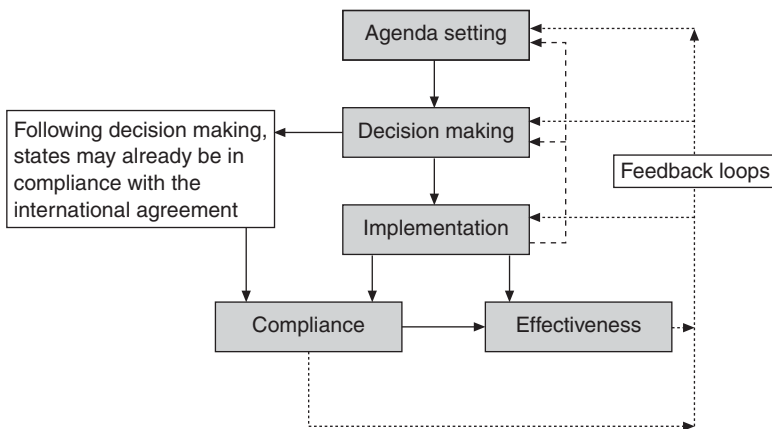 Agenda setting
Decision making
Following decision making,
states may already be in
compliance with the
international agreement
Feedback loops
Implementation
Compliance
Effectiveness